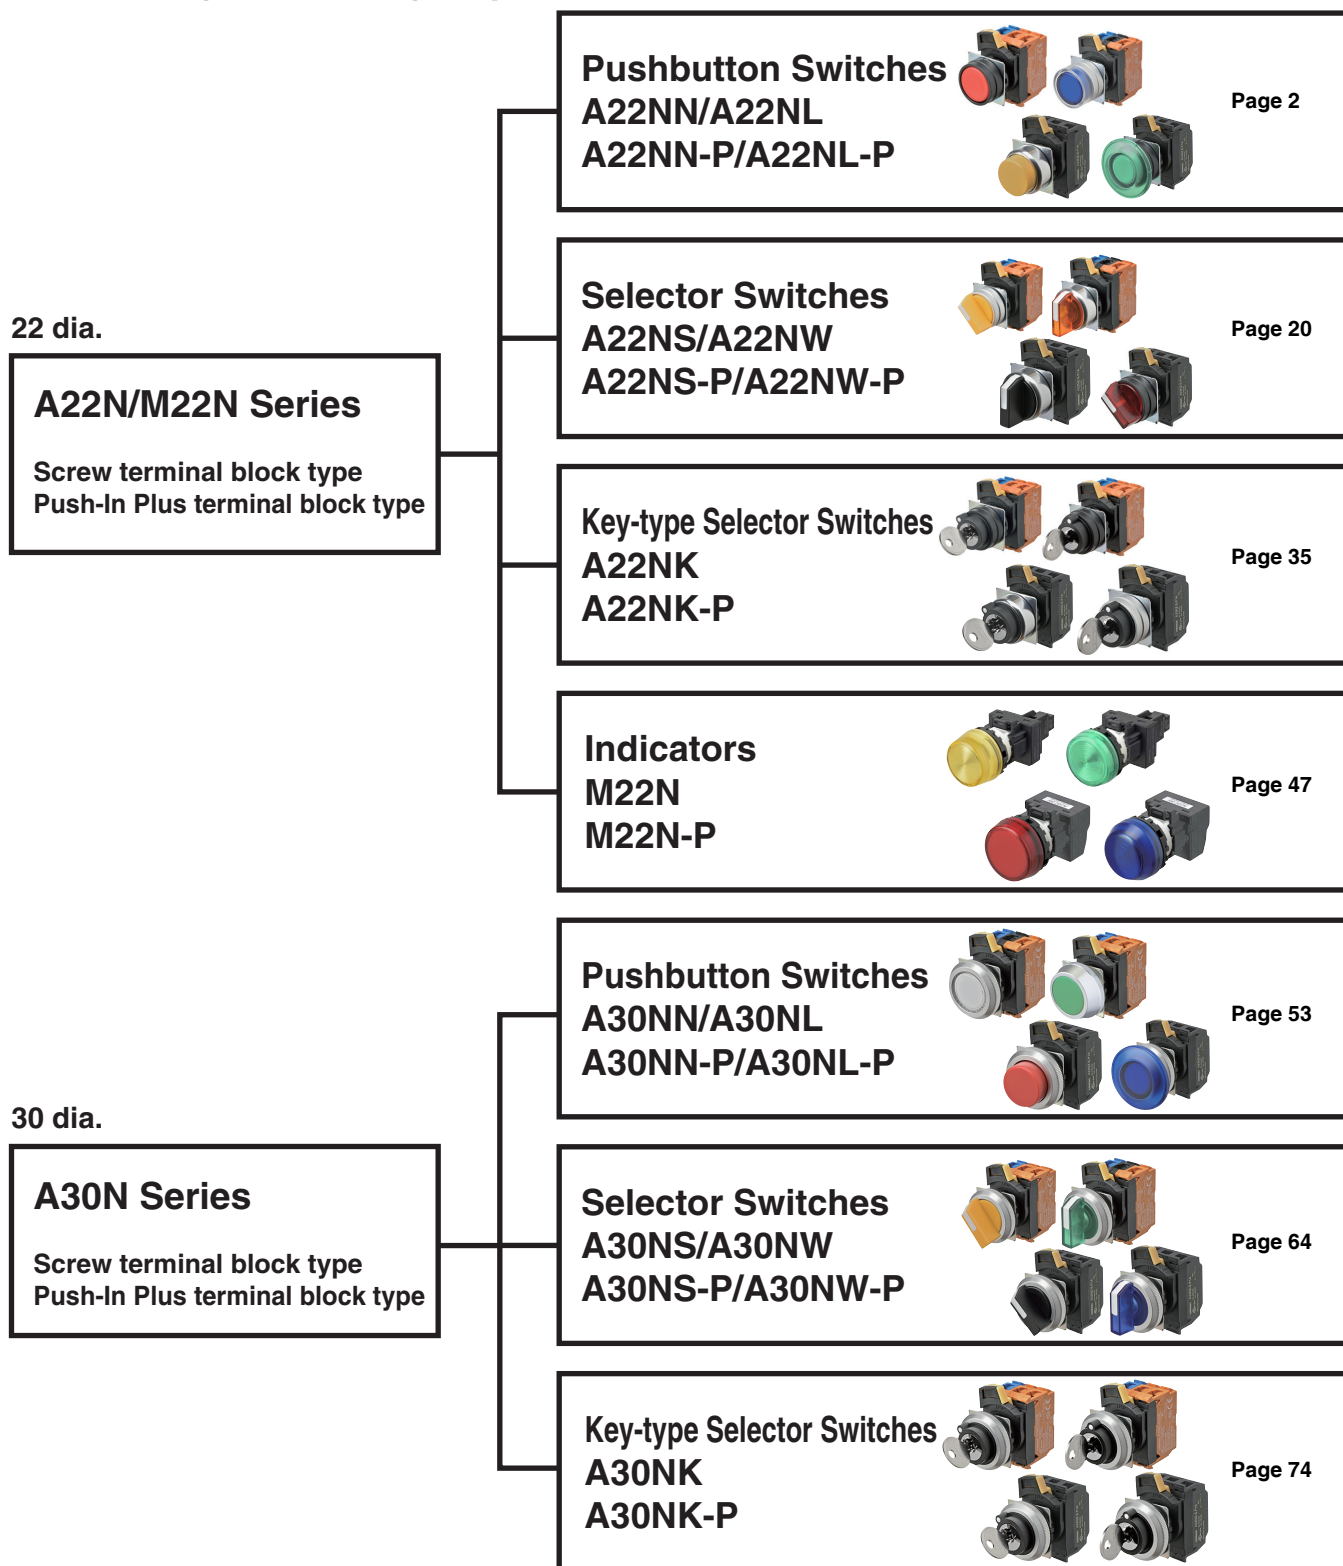 Pushbutton Switches
A22NN/A22NL
A22NN-P/A22NL-P
Page 2
22 dia.
A22N/M22N Series
Screw terminal block type
Push-In Plus terminal block type
Selector Switches
A22NS/A22NW
A22NS-P/A22NW-P
Page 20
Key-type Selector Switches
A22NK
A22NK-P
Page 35
Indicators
M22N
M22N-P
Page 47
30 dia.
A30N Series
Screw terminal block type
Push-In Plus terminal block type
Pushbutton Switches
A30NN/A30NL
A30NN-P/A30NL-P
Page 53
Selector Switches
A30NS/A30NW
A30NS-P/A30NW-P
Page 64
Key-type Selector Switches
A30NK
A30NK-P
Page 74